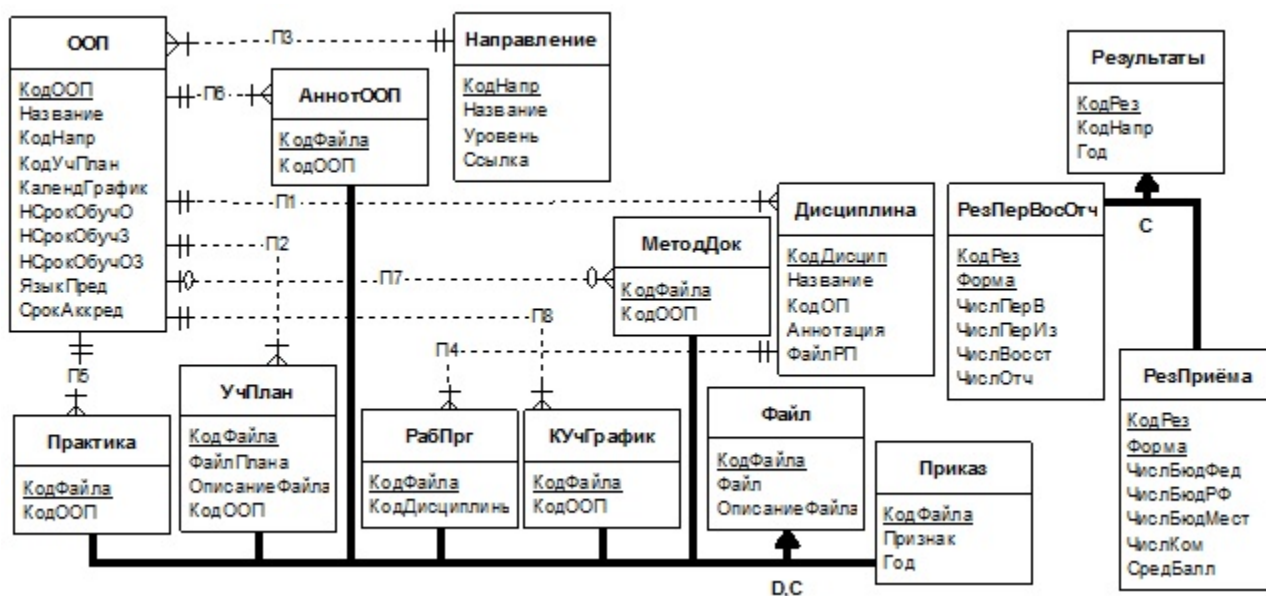 ООП
КодООП
Название
КодНапр
КодУчПлан
КалендГрафик
НСрокОбучО
НСрокОбучЗ
НСрокОбучОЗ
ЯзыкПред
СрокАккред
П3
Направление
КодНапр
Название
Уровень
Ссылка
П6
АннотООП
КодФайла
КодООП
Результаты
КодРез
КодНапр
Год
С
П1
Дисциплина
КодДисцип
Название
КодОП
Аннотация
ФайлРП
РезПерВосОтч
КодРез
Форма
ЧислПерВ
ЧислПерИз
ЧислВосст
ЧислОтч
П2
МетодДок
КодФайла
КодООП
П7
П8
П4
П5
РезПриёма
КодРез
Форма
ЧислБюдФед
ЧислБюдРФ
ЧислБюдМест
ЧислКом
СредБалл
Практика
КодФайла
КодООП
УчПлан
КодФайла
ФайлПлана
ОписаниеФайла
КодООП
РабПрг
КодФайла
КодДисциплинь
КУчГрафик
КодФайла
КодООП
Файл
КодФайла
Файл
ОписаниеФайла
Приказ
КодФайла
Признак
Год
D,C